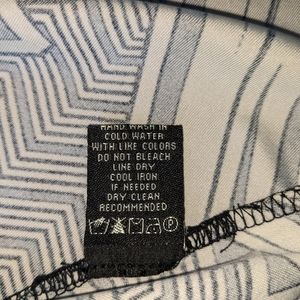 HAND WASH IN
COLD WATER
WITH LIKE COLORS
DO NOT BLEACH
LINE DRY
COOL IRON
IF NEEDED
DRY CLEAN
RECOMMENDED